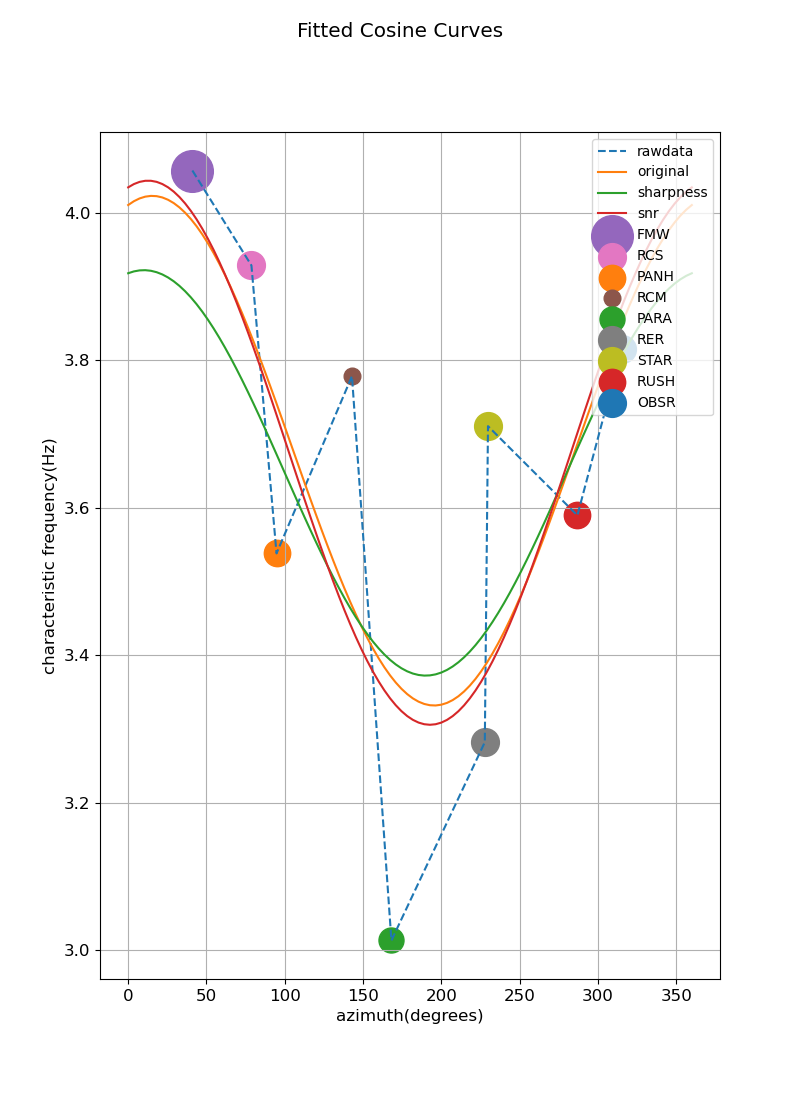 Fitted Cosine Curves
rawdata
original
sharpness
snr
FMW
RCS
PANH
RCM
PARA
RER
STAR
RUSH
OBSR
characteristic frequency(Hz)
4.0
3.8
3.6
3.4
3.2
3.0
0 50 100 150 200 250 300 350
azimuth(degrees)